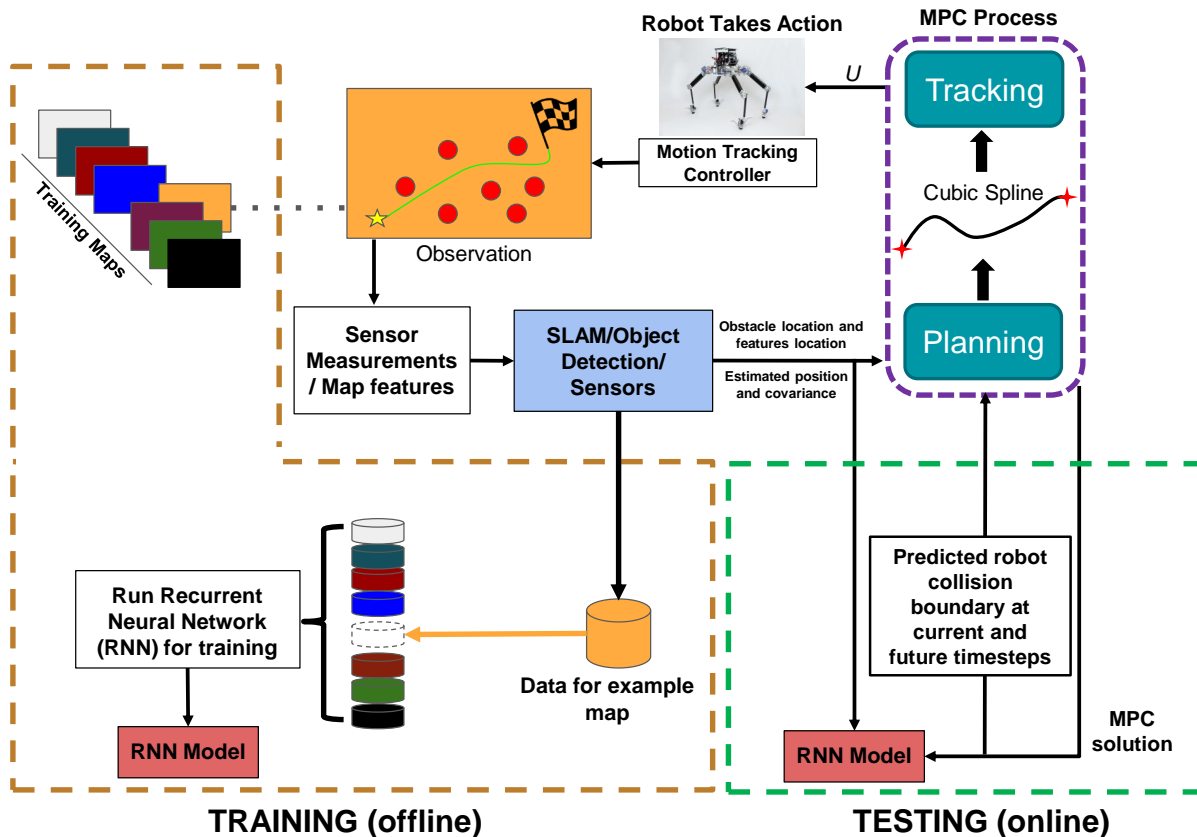 Robot Takes Action
MPC Process
U
Tracking
Motion Tracking
Controller
Cubic Spline
Training Maps
Observation
Planning
Sensor
Measurements
/ Map features
SLAM/Object
Detection/
Sensors
Obstacle location and
features location
Estimated position
and covariance
Run Recurrent
Neural Network
(RNN) for training
Data for example
map
RNN Model
Predicted robot
collision
boundary at
current and
future timesteps
MPC
solution
RNN Model
TRAINING (offline)
TESTING (online)